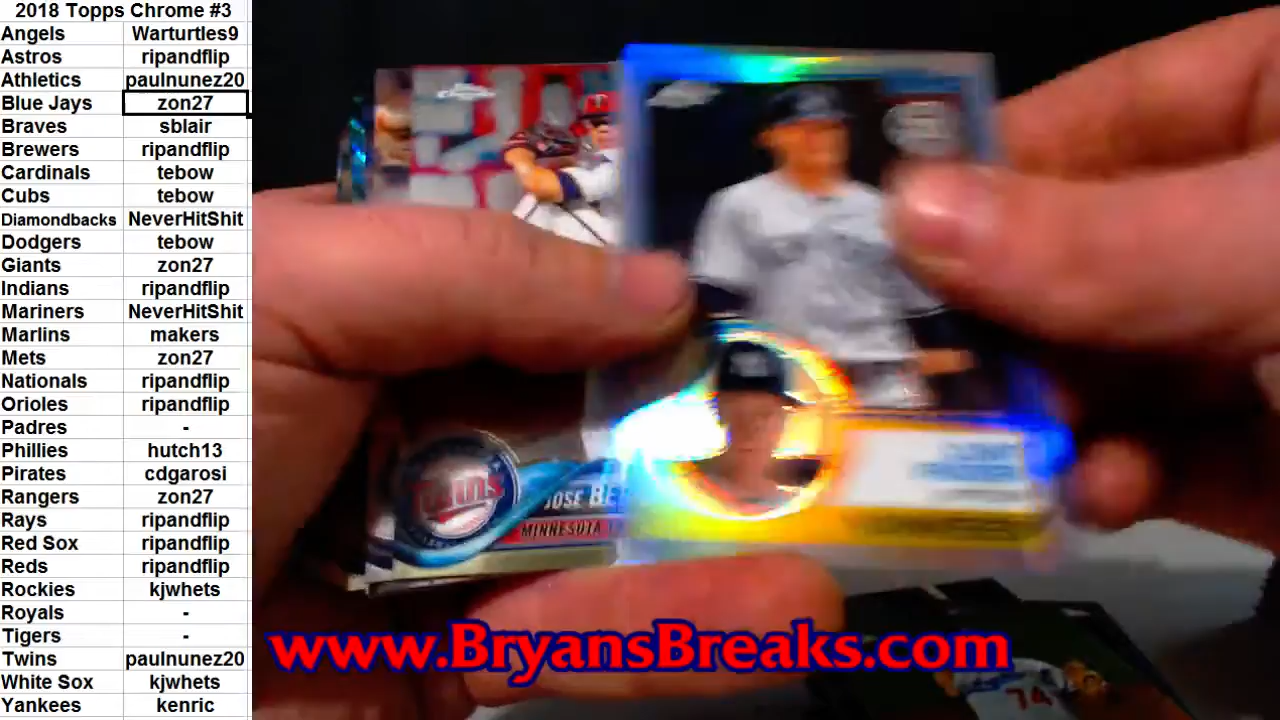 2018 Topps Chrome #3
Angels Warturtles9
Astros ripandflip
Athletics paulnunez20
Blue Jays zon27
Braves sblair
Brewers ripandflip
Cardinals tebow
Cubs tebow
Diamondbacks NeverHitShit
Dodgers tebow
Giants zon27
Indians ripandflip
Mariners NeverHitShit
Marlins makers
Mets zon27
Nationals ripandflip
Orioles ripandflip
Padres -
Phillies hutch13
Pirates cdgarosi
Rangers zon27
Rays ripandflip
Red Sox ripandflip
Reds ripandflip
Rockies kjwhets
Royals -
Tigers -
Twins paulnunez20
White Sox kjwhets
Yankees kenric
Chrome
Twins
JOSE BE
MINNESOTA
74
www.BryansBreaks.com